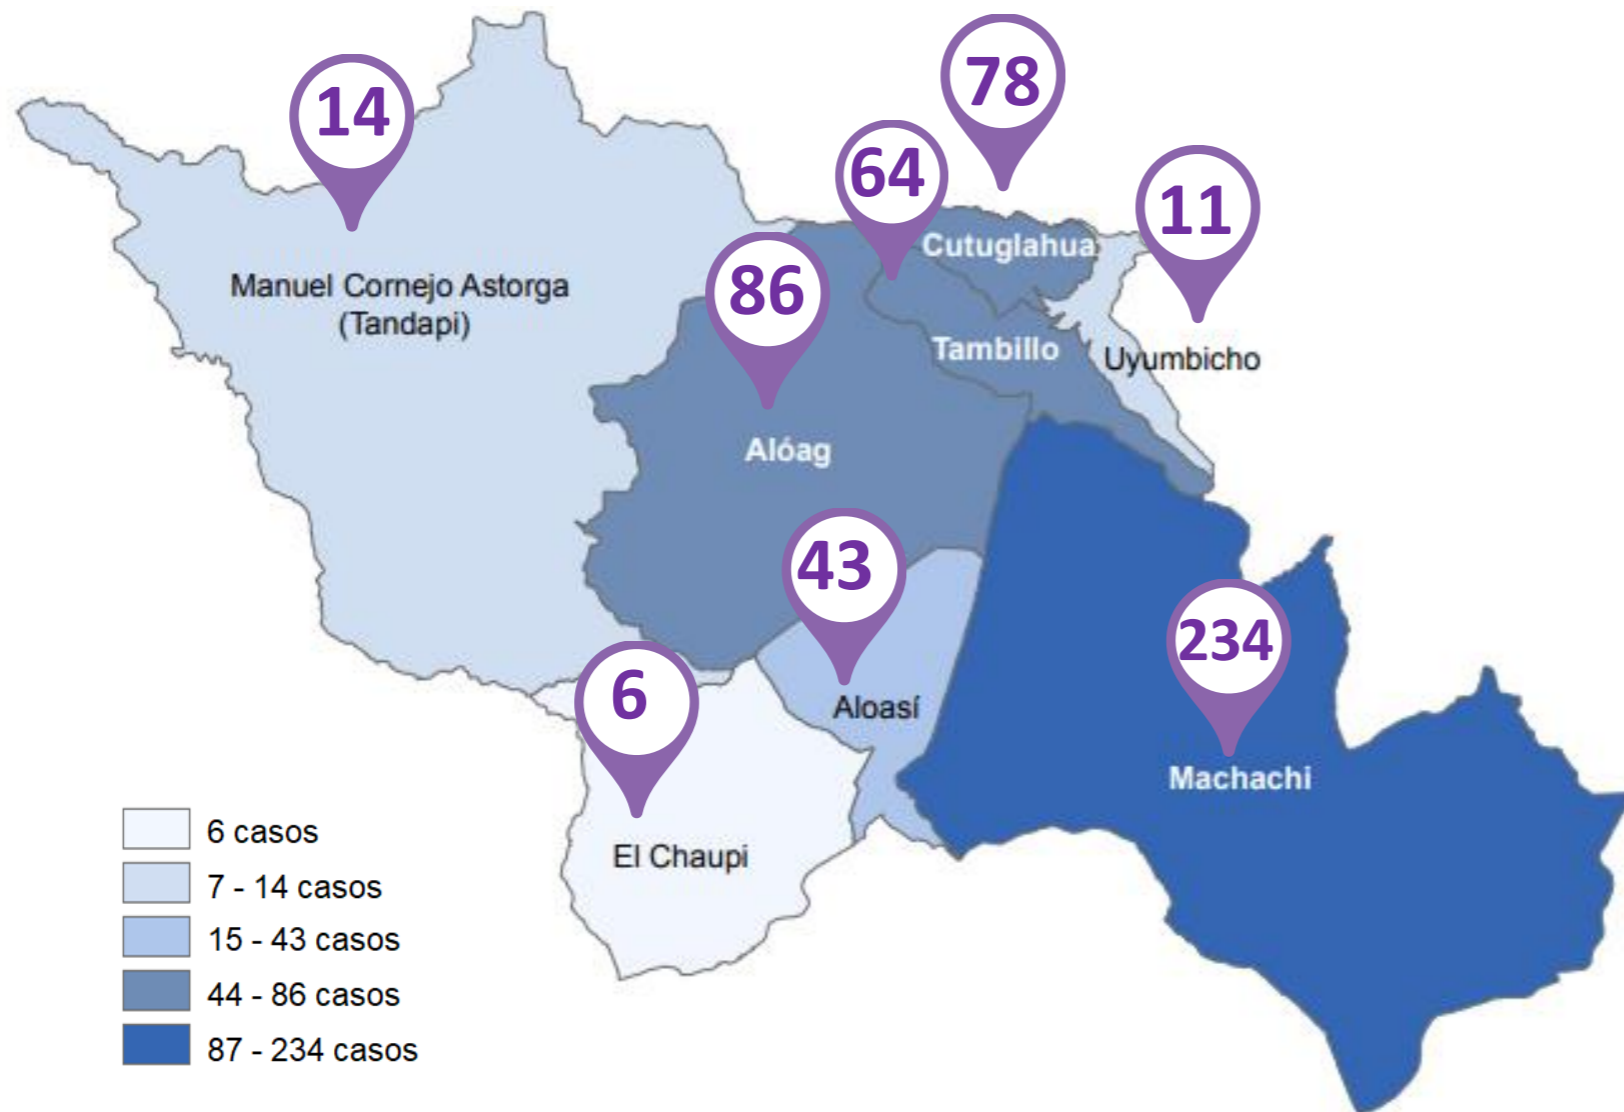 78
14
64
11
Cutuglahua
86
Manuel Cornejo Astorga
(Tandapi)
Tambillo
Uyumbicho
Alóag
43
234
6
Aloasí
Machachi
El Chaupi
6 casos
7 - 14 casos
15 - 43 casos
44 - 86 casos
87 - 234 casos